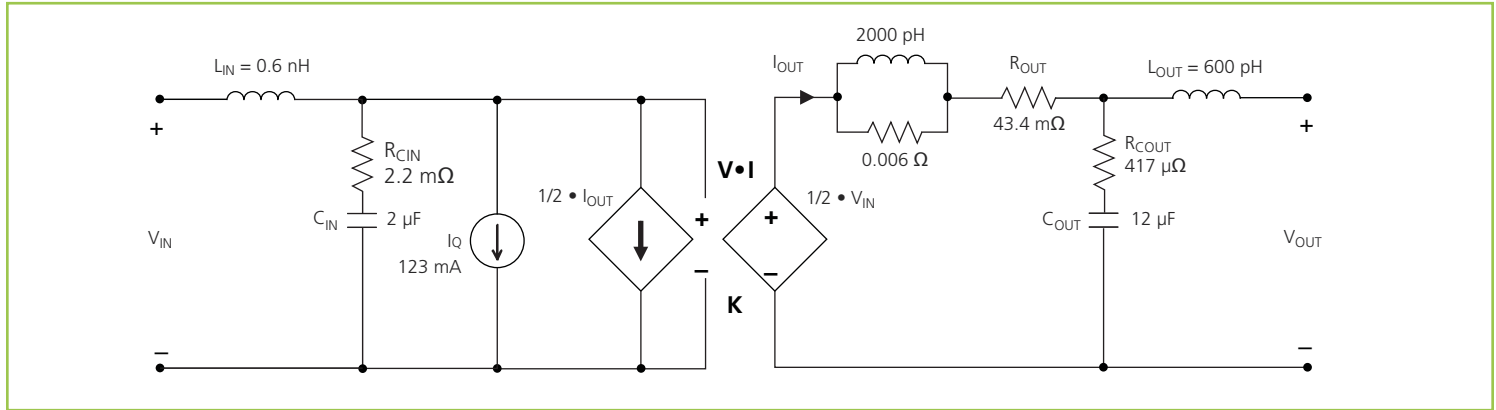 L_IN = 0.6 nH
+
R_CIN
2.2 mΩ
C_IN
2 µF
V_IN
I_Q
123 mA
1/2 • I_OUT
V•I
+
−
K
+
−
1/2 • V_IN
I_OUT
2000 pH
0.006 Ω
R_OUT
43.4 mΩ
L_OUT = 600 pH
+
R_COUT
417 µΩ
C_OUT
12 µF
V_OUT
−
−